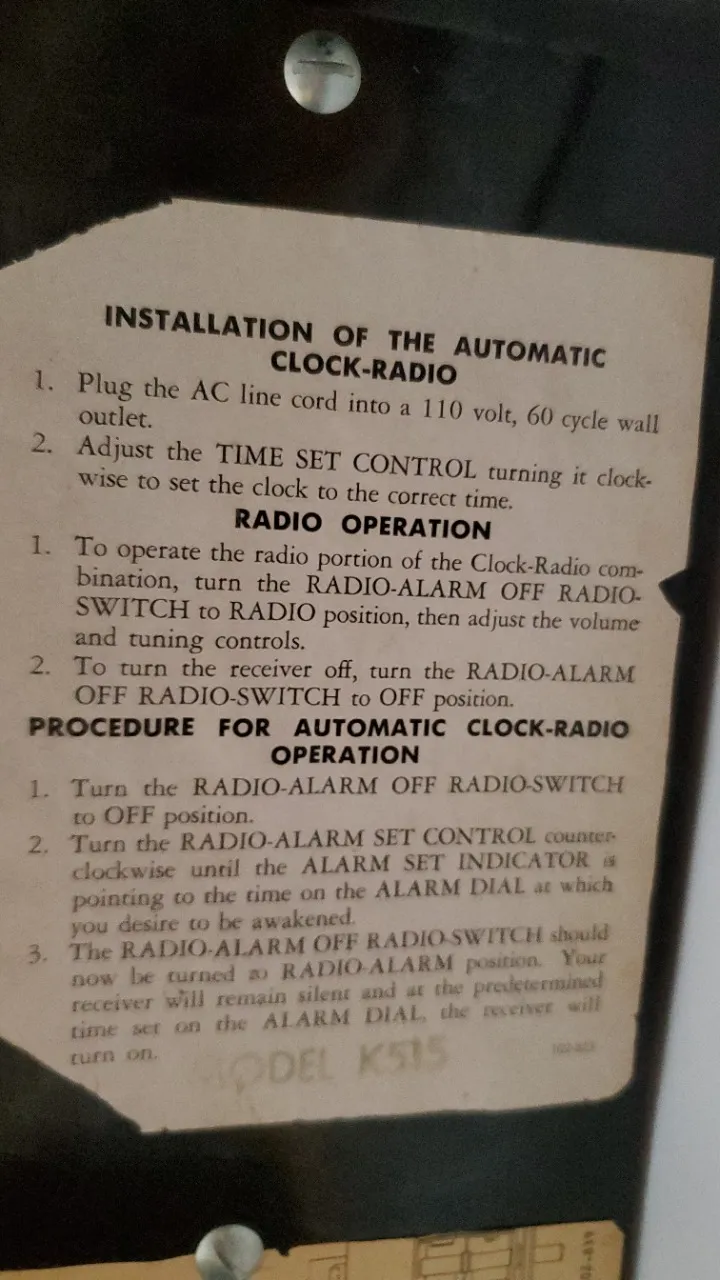 INSTALLATION OF THE AUTOMATIC
CLOCK-RADIO
1. Plug the AC line cord into a 110 volt, 60 cycle wall
outlet.
2. Adjust the TIME SET CONTROL turning it clock-
wise to set the clock to the correct time.
RADIO OPERATION
1. To operate the radio portion of the Clock-Radio com-
bination, turn the RADIO-ALARM OFF RADIO-
SWITCH to RADIO position, then adjust the volume
and tuning controls.
2. To turn the receiver off, turn the RADIO-ALARM
OFF RADIO-SWITCH to OFF position.
PROCEDURE FOR AUTOMATIC CLOCK-RADIO
OPERATION
1. Turn the RADIO-ALARM OFF RADIO-SWITCH
to OFF position.
2. Turn the RADIO-ALARM SET CONTROL counter-
clockwise until the ALARM SET INDICATOR is
pointing to the time on the ALARM DIAL at which
you desire to be awakened.
3. The RADIO-ALARM OFF RADIO-SWITCH should
now be turned to RADIO-ALARM position. Your
receiver will remain silent and at the predetermined
time set on the ALARM DIAL, the receiver will
turn on.
MODEL K515